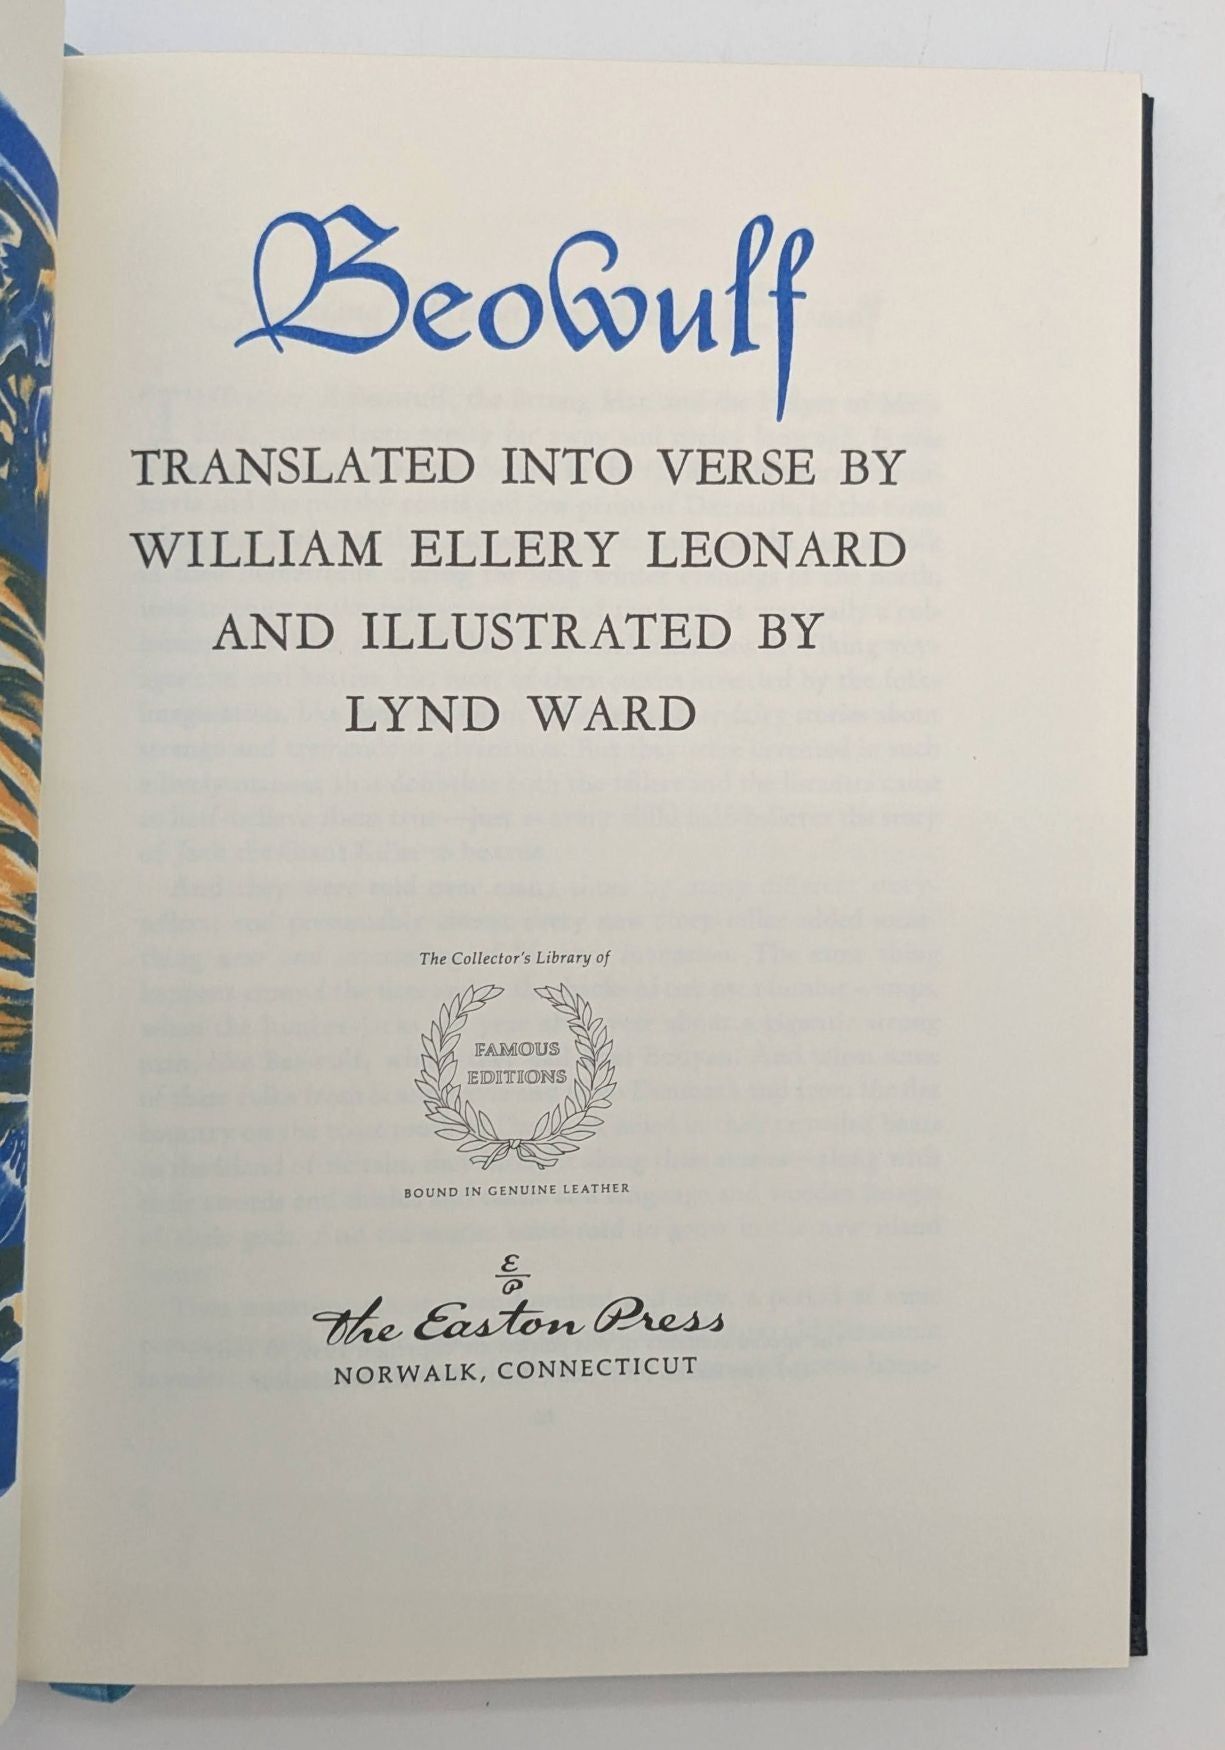 Beowulf
TRANSLATED INTO VERSE BY
WILLIAM ELLERY LEONARD
AND ILLUSTRATED BY
LYND WARD
The Collector's Library of
FAMOUS
EDITIONS
BOUND IN GENUINE LEATHER
E
P
The Easton Press
NORWALK, CONNECTICUT